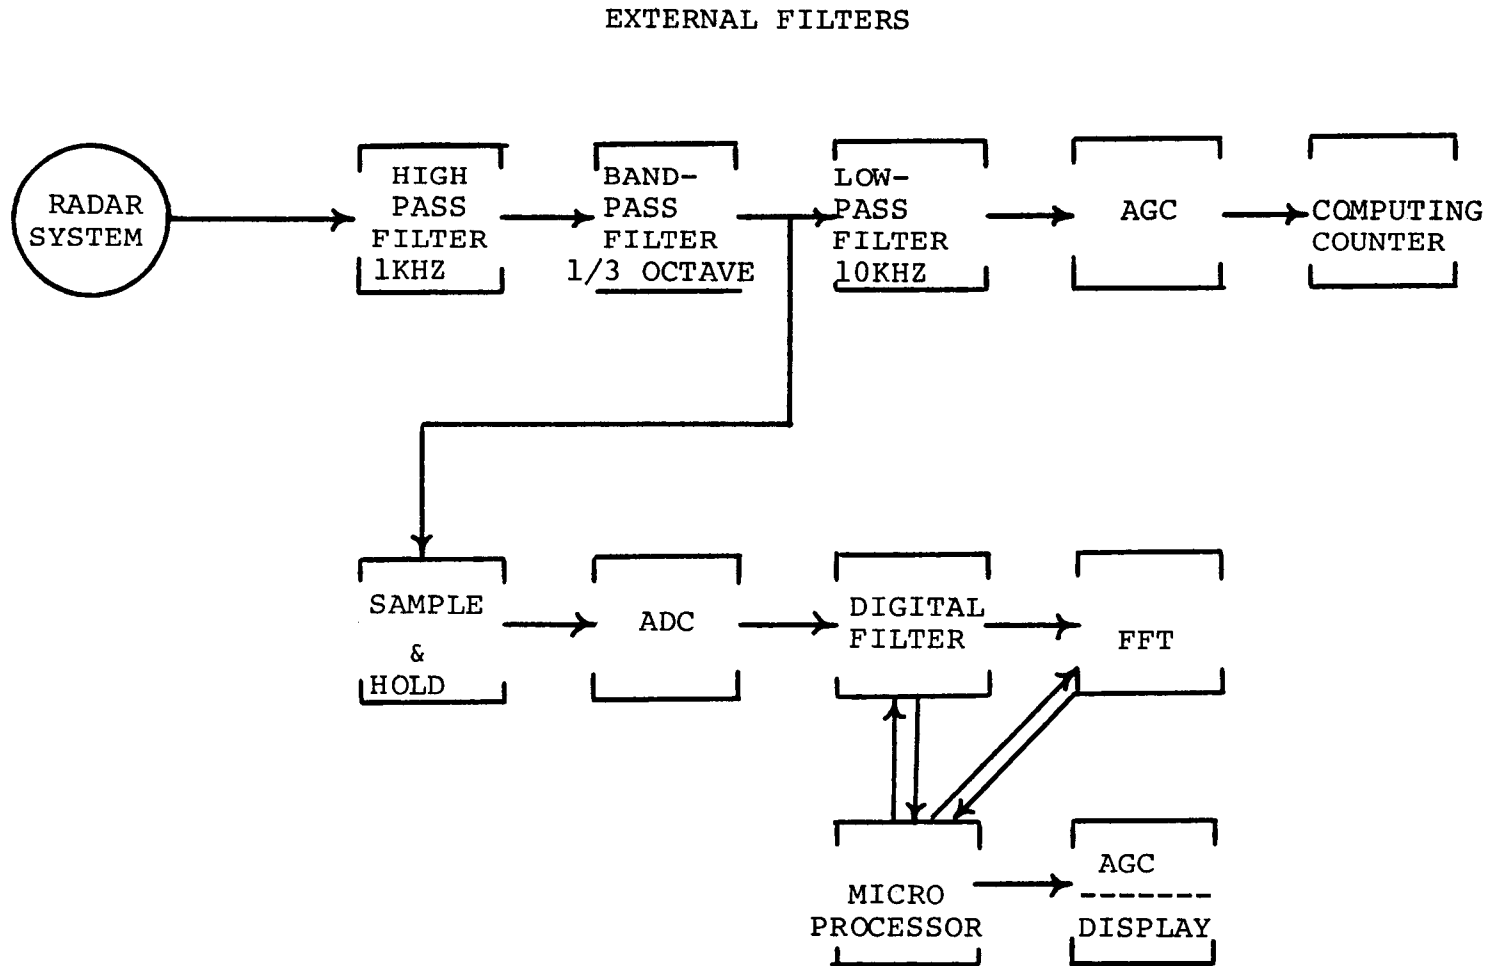 EXTERNAL FILTERS
RADAR
SYSTEM
HIGH
PASS
FILTER
1KHZ
BAND-
PASS
FILTER
1/3 OCTAVE
LOW-
PASS
FILTER
10KHZ
AGC
COMPUTING
COUNTER
SAMPLE
&
HOLD
ADC
DIGITAL
FILTER
FFT
MICRO
PROCESSOR
AGC
DISPLAY